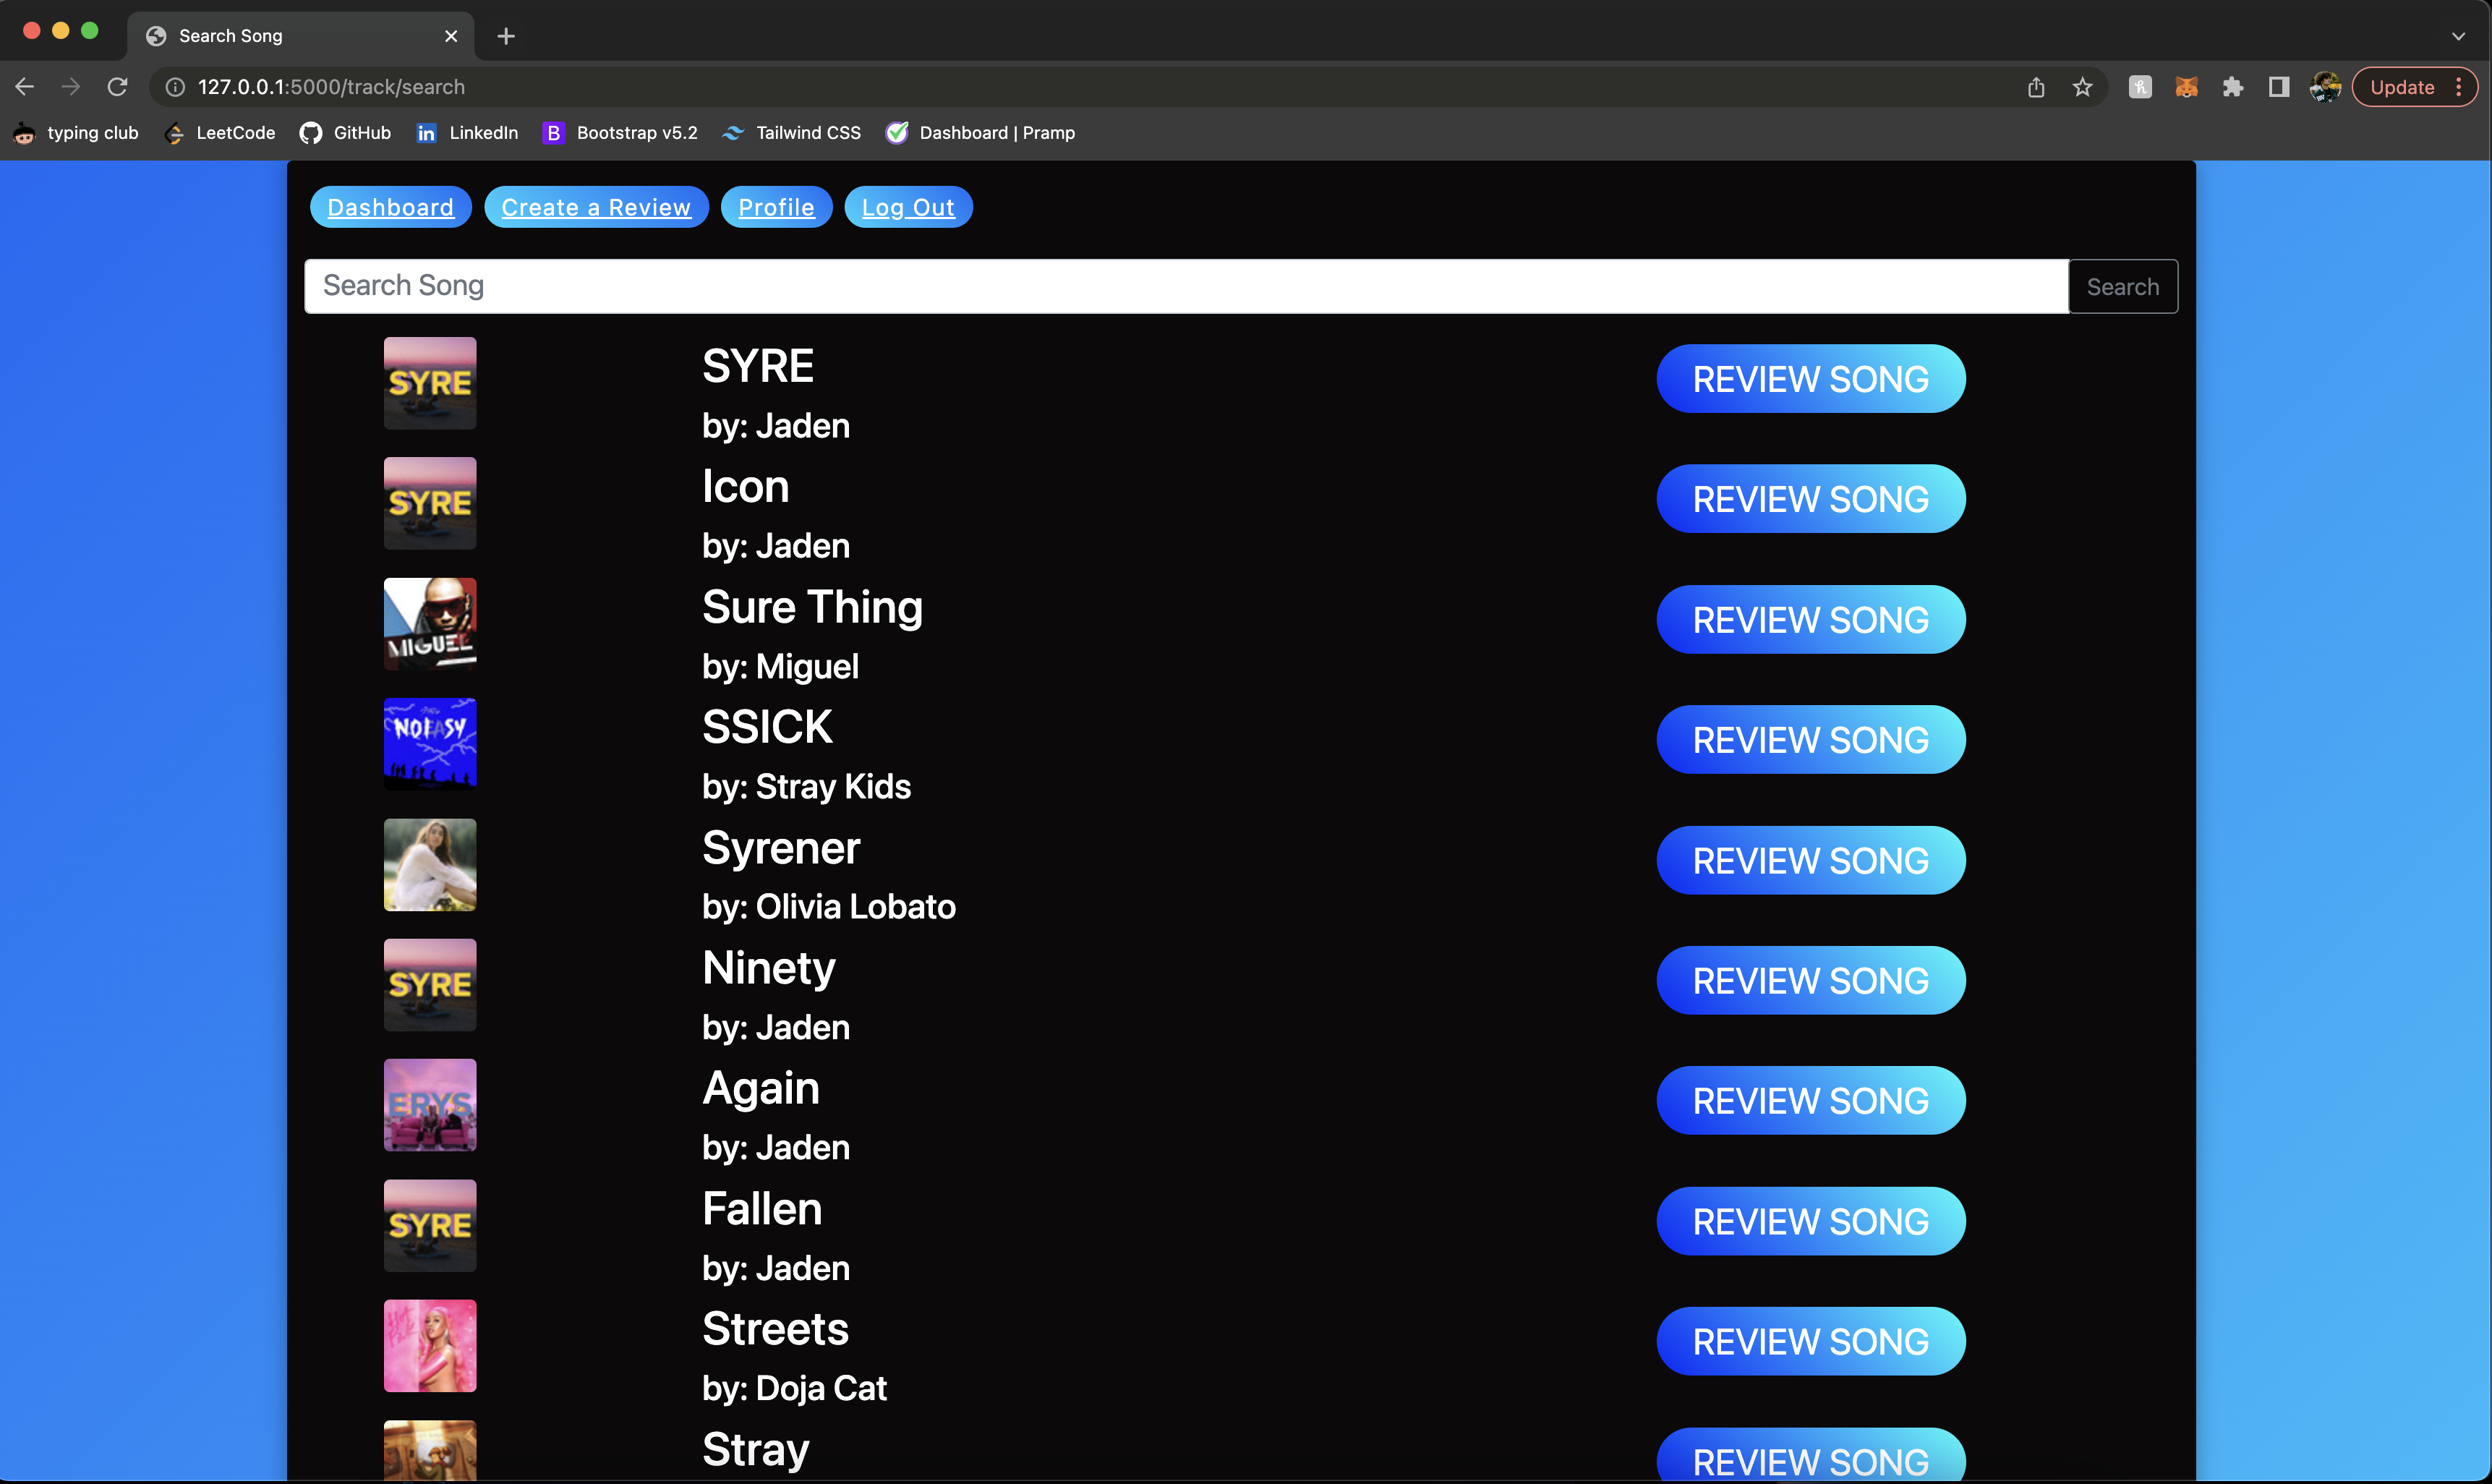 Search Song
127.0.0.1:5000/track/search
Update
typing club
LeetCode
GitHub
LinkedIn
Bootstrap v5.2
Tailwind CSS
Dashboard | Pramp
Dashboard
Create a Review
Profile
Log Out
Search Song
Search
SYRE
SYRE
by: Jaden
REVIEW SONG
SYRE
Icon
by: Jaden
REVIEW SONG
MIGUEL
Sure Thing
by: Miguel
REVIEW SONG
NOEASY
SSICK
by: Stray Kids
REVIEW SONG
Syrener
by: Olivia Lobato
REVIEW SONG
SYRE
Ninety
by: Jaden
REVIEW SONG
ERYS
Again
by: Jaden
REVIEW SONG
SYRE
Fallen
by: Jaden
REVIEW SONG
Streets
by: Doja Cat
REVIEW SONG
Stray
REVIEW SONG